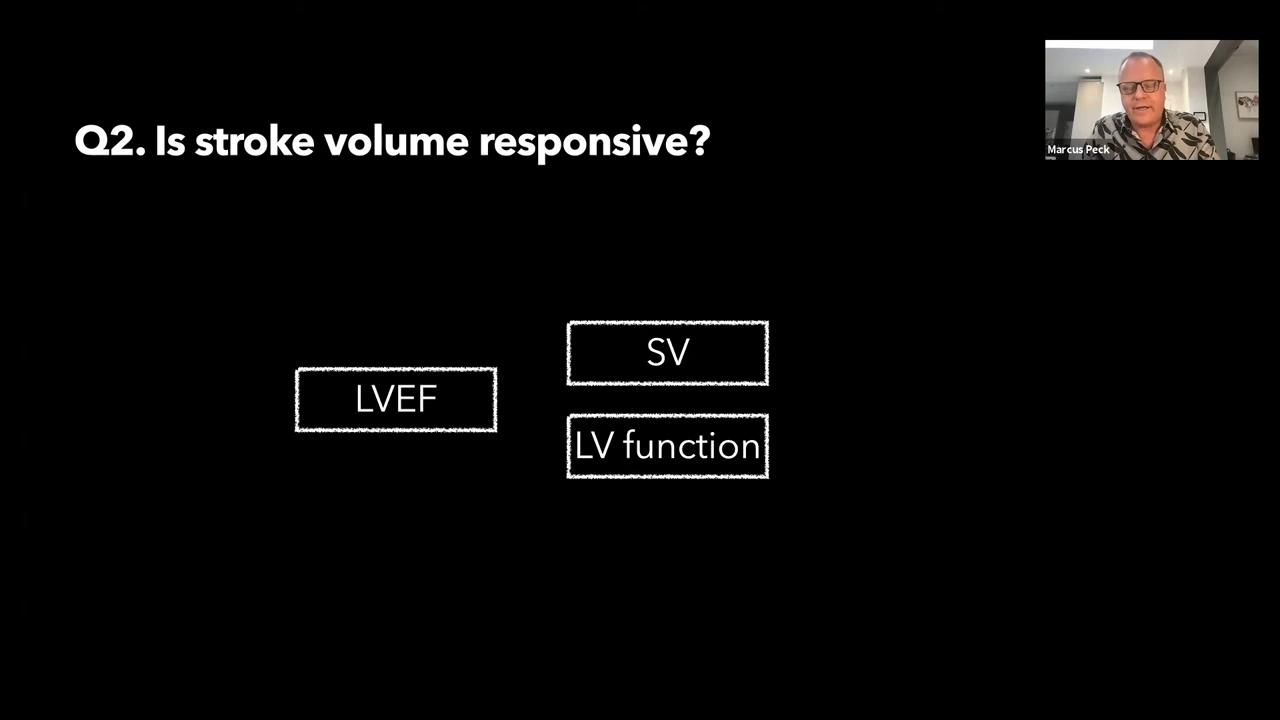 Q2. Is stroke volume responsive?
Marcus Peck
SV
LVEF
LV function